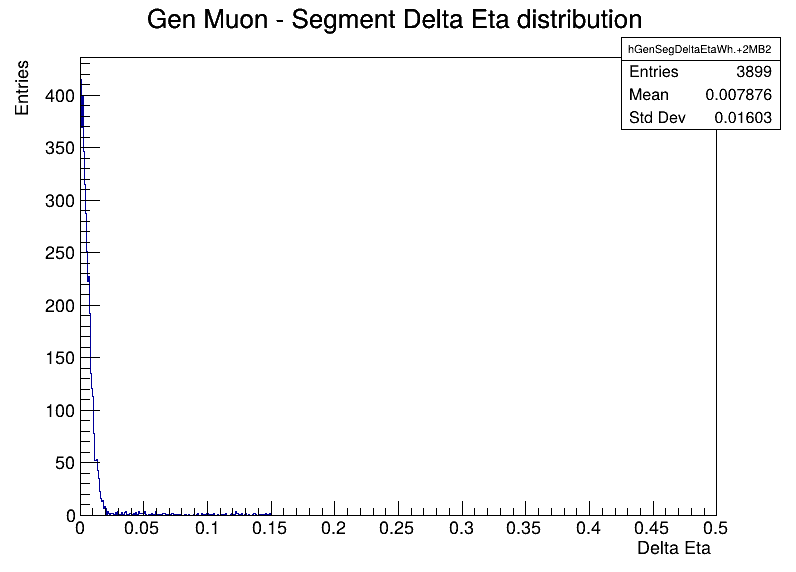 Gen Muon - Segment Delta Eta distribution
hGenSegDeltaEtaWh.+2MB2
Entries 3899
Mean 0.007876
Std Dev 0.01603
Entries
400
350
300
250
200
150
100
50
0
0 0.05 0.1 0.15 0.2 0.25 0.3 0.35 0.4 0.45 0.5
Delta Eta